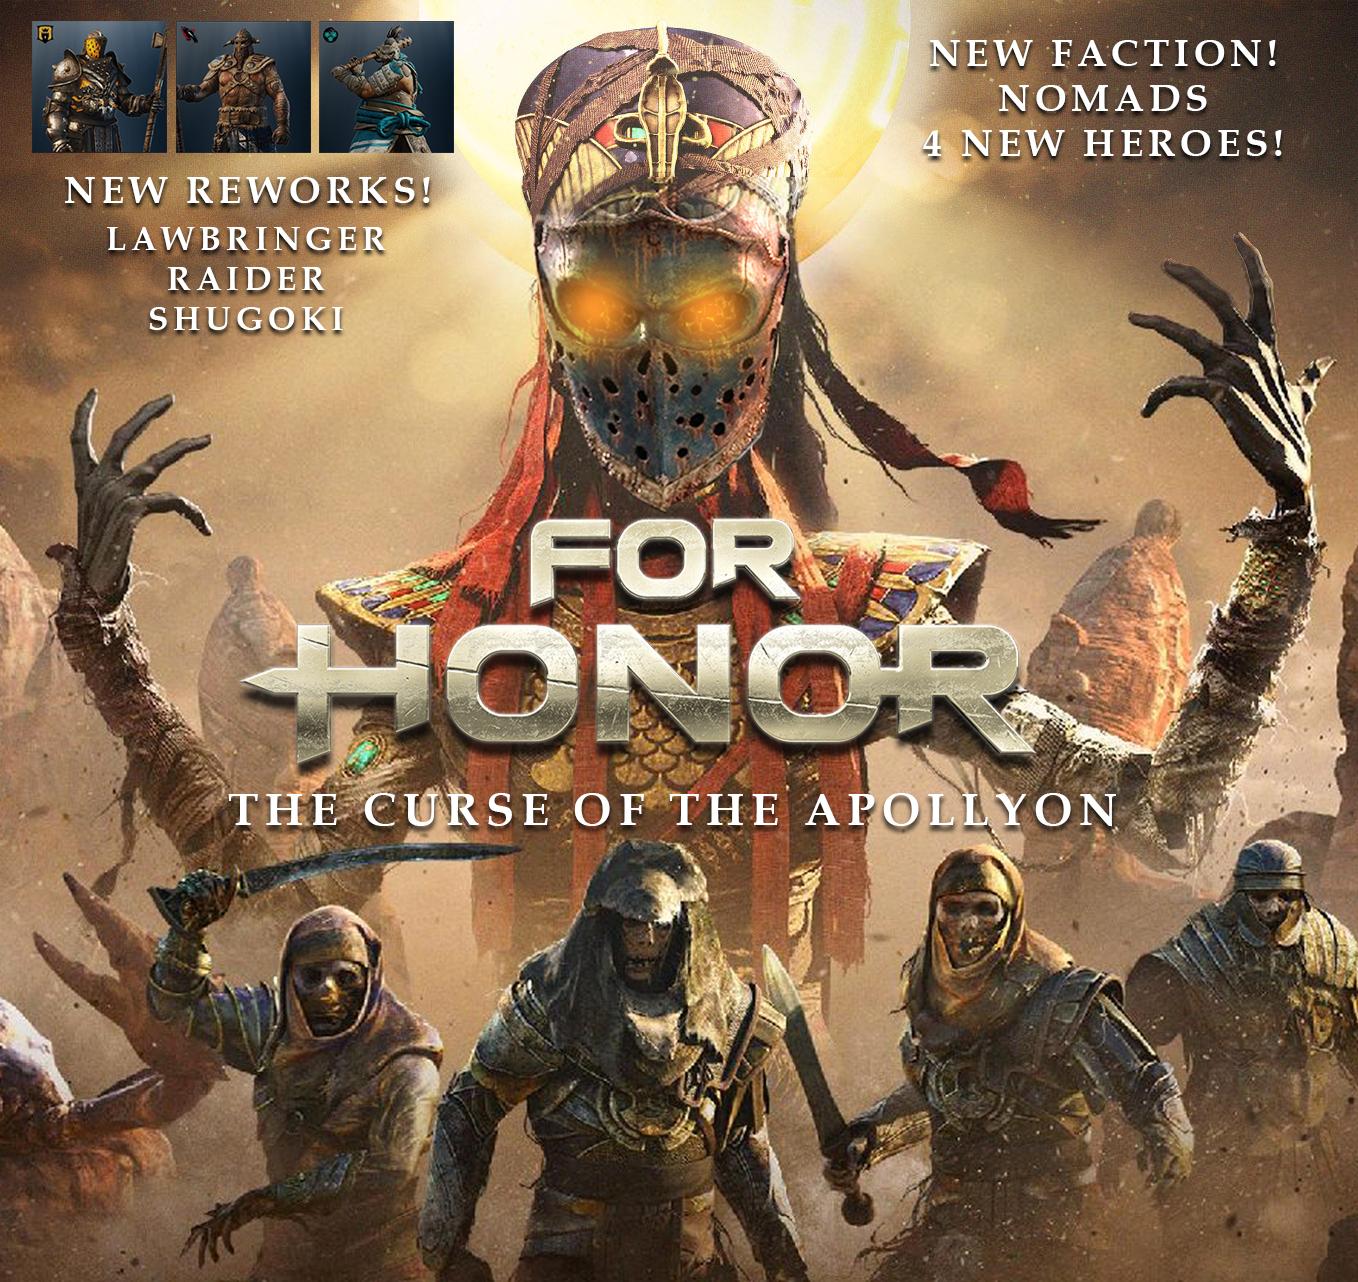 NEW REWORKS!
LAWBRINGER
RAIDER
SHUGOKI
NEW FACTION!
NOMADS
4 NEW HEROES!
FOR
HONOR
THE CURSE OF THE APOLLYON